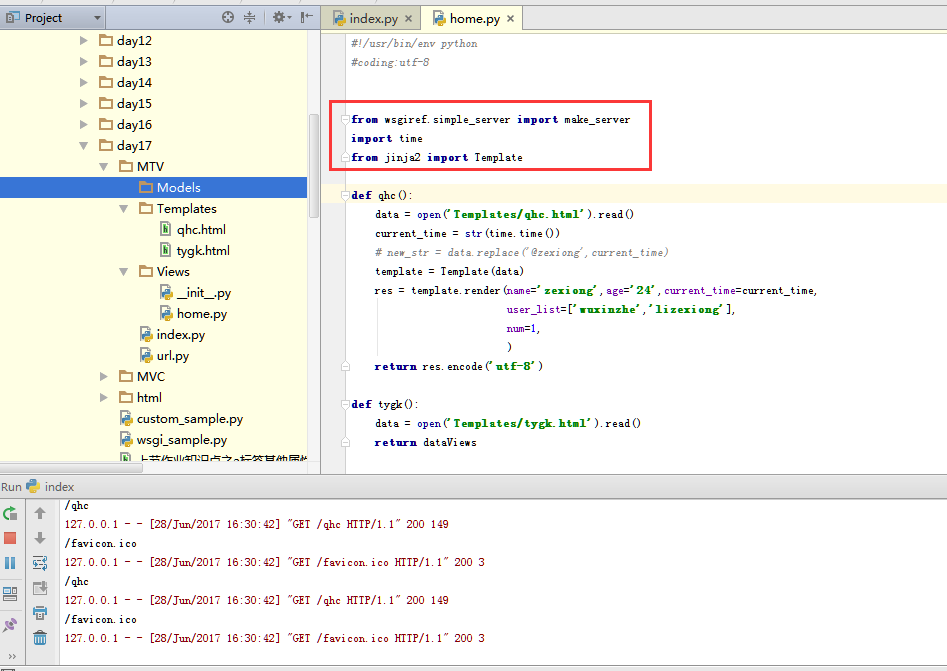 Project
index.py
home.py
day12
day13
day14
day15
day16
day17
MTV
Models
Templates
qhc.html
tygk.html
Views
__init__.py
home.py
index.py
url.py
MVC
html
custom_sample.py
wsgi_sample.py
#!/usr/bin/env python
#coding:utf-8
from wsgiref.simple_server import make_server
import time
from jinja2 import Template
def qhc():
data = open('Templates/qhc.html').read()
current_time = str(time.time())
# new_str = data.replace('@zexiong',current_time)
template = Template(data)
res = template.render(name='zexiong',age='24',current_time=current_time,
user_list=['wuxinzhe','lizexiong'],
num=1,
)
return res.encode('utf-8')
def tygk():
data = open('Templates/tygk.html').read()
return dataViews
Run index
/qhc
127.0.0.1 - - [28/Jun/2017 16:30:42] "GET /qhc HTTP/1.1" 200 149
/favicon.ico
127.0.0.1 - - [28/Jun/2017 16:30:42] "GET /favicon.ico HTTP/1.1" 200 3
/qhc
127.0.0.1 - - [28/Jun/2017 16:30:42] "GET /qhc HTTP/1.1" 200 149
/favicon.ico
127.0.0.1 - - [28/Jun/2017 16:30:42] "GET /favicon.ico HTTP/1.1" 200 3